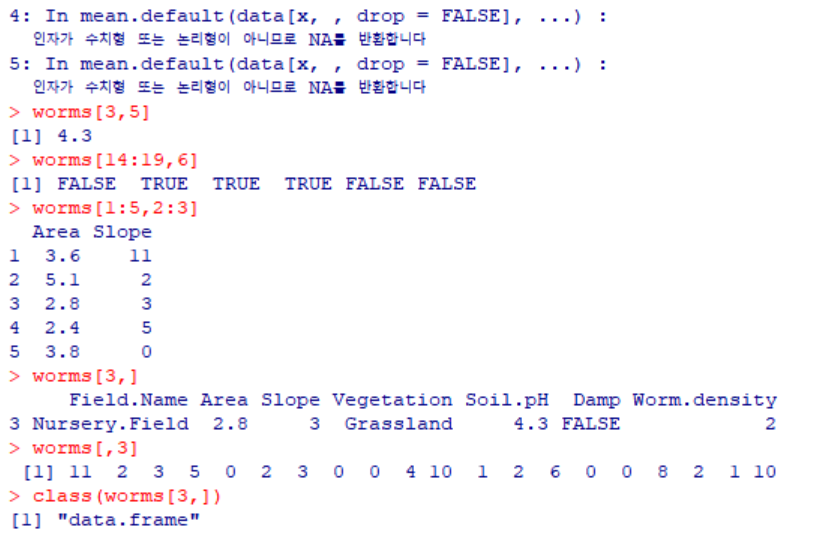 4: In mean.default(data[x, , drop = FALSE], ...) :
인자가 수치형 또는 논리형이 아니므로 NA를 반환합니다
5: In mean.default(data[x, , drop = FALSE], ...) :
인자가 수치형 또는 논리형이 아니므로 NA를 반환합니다
> worms[3,5]
[1] 4.3
> worms[14:19,6]
[1] FALSE TRUE TRUE TRUE FALSE FALSE
> worms[1:5,2:3]
Area Slope
1 3.6 11
2 5.1 2
3 2.8 3
4 2.4 5
5 3.8 0
> worms[3,]
Field.Name Area Slope Vegetation Soil.pH Damp Worm.density
3 Nursery.Field 2.8 3 Grassland 4.3 FALSE 2
> worms[,3]
[1] 11 2 3 5 0 2 3 0 0 4 10 1 2 6 0 0 8 2 1 10
> class(worms[3,])
[1] "data.frame"